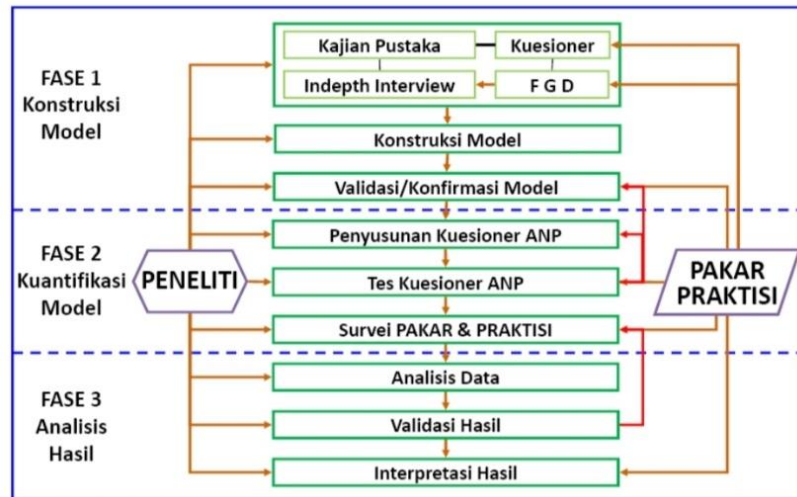 FASE 1
Konstruksi
Model
Kajian Pustaka
Kuesioner
Indepth Interview
F G D
Konstruksi Model
Validasi/Konfirmasi Model
FASE 2
Kuantifikasi
Model
PENELITI
Penyusunan Kuesioner ANP
Tes Kuesioner ANP
Survei PAKAR & PRAKTISI
PAKAR
PRAKTISI
FASE 3
Analisis
Hasil
Analisis Data
Validasi Hasil
Interpretasi Hasil